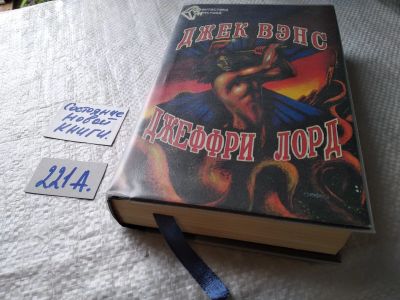 ДЖЕК ВЭНС
ДЖЕФФРИ ЛОРД
Состояние
новой
книги.
221А.